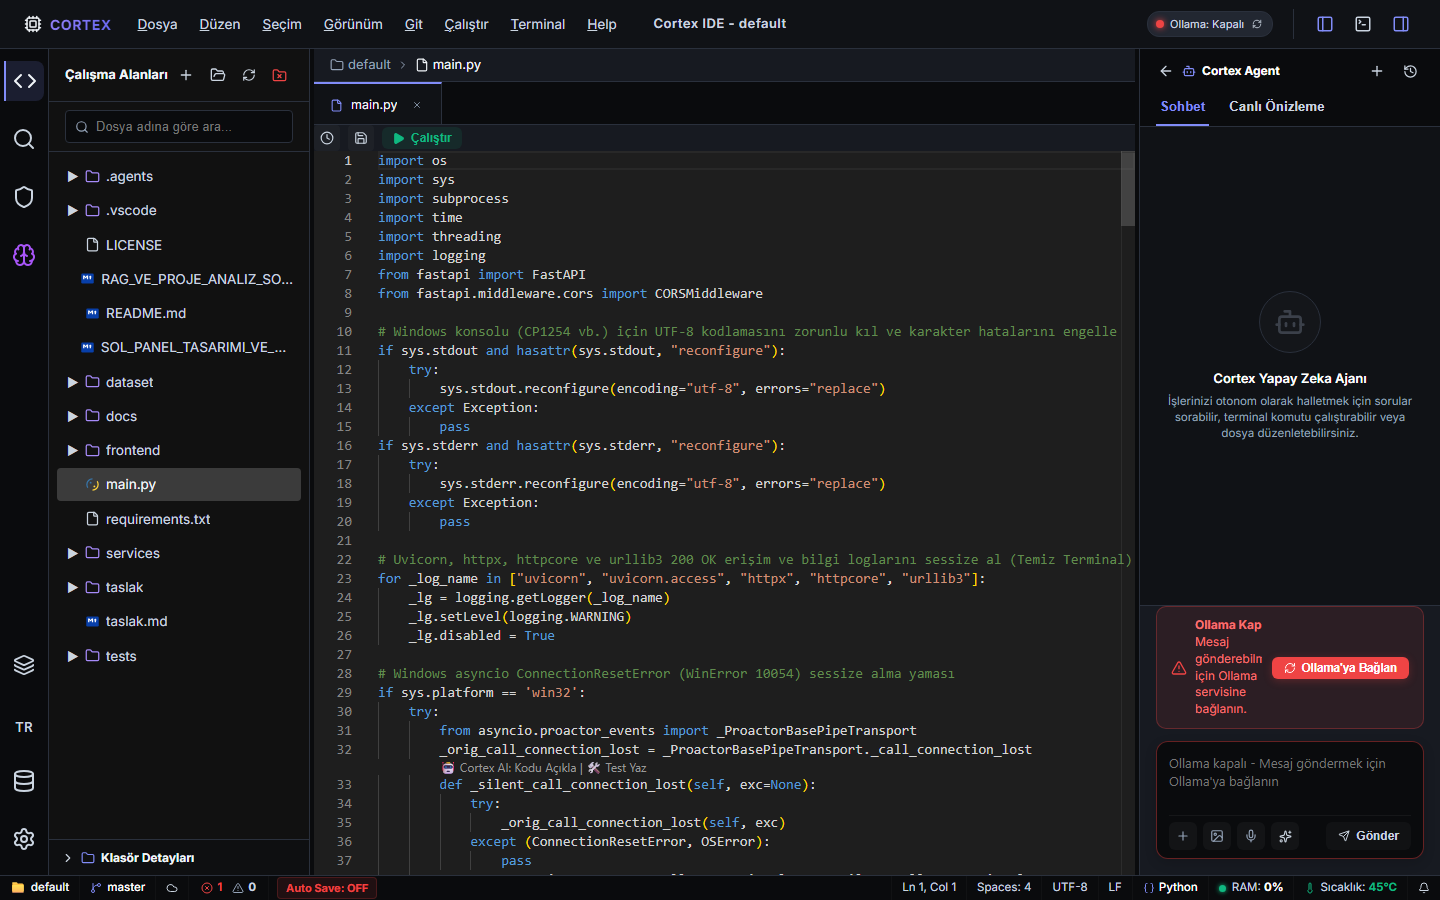 CORTEX Dosya Düzen Seçim Görünüm Git Çalıştır Terminal Help Cortex IDE - default Ollama: Kapalı
Çalışma Alanları
Dosya adına göre ara...
.agents
.vscode
LICENSE
RAG_VE_PROJE_ANALIZ_SO...
README.md
SOL_PANEL_TASARIMI_VE_...
dataset
docs
frontend
main.py
requirements.txt
services
taslak
taslak.md
tests
Klasör Detayları
TR
default > main.py
main.py ×
Çalıştır
1 import os
2 import sys
3 import subprocess
4 import time
5 import threading
6 import logging
7 from fastapi import FastAPI
8 from fastapi.middleware.cors import CORSMiddleware
9
10 # Windows konsolu (CP1254 vb.) için UTF-8 kodlamasını zorunlu kıl ve karakter hatalarını engelle
11 if sys.stdout and hasattr(sys.stdout, "reconfigure"):
12 try:
13 sys.stdout.reconfigure(encoding="utf-8", errors="replace")
14 except Exception:
15 pass
16 if sys.stderr and hasattr(sys.stderr, "reconfigure"):
17 try:
18 sys.stderr.reconfigure(encoding="utf-8", errors="replace")
19 except Exception:
20 pass
21
22 # Uvicorn, httpx, httpcore ve urllib3 200 OK erişim ve bilgi loglarını sessize al (Temiz Terminal)
23 for _log_name in ["uvicorn", "uvicorn.access", "httpx", "httpcore", "urllib3"]:
24 _lg = logging.getLogger(_log_name)
25 _lg.setLevel(logging.WARNING)
26 _lg.disabled = True
27
28 # Windows asyncio ConnectionResetError (WinError 10054) sessize alma yaması
29 if sys.platform == 'win32':
30 try:
31 from asyncio.proactor_events import _ProactorBasePipeTransport
32 _orig_call_connection_lost = _ProactorBasePipeTransport._call_connection_lost
Cortex AI: Kodu Açıkla | Test Yaz
33 def _silent_call_connection_lost(self, exc=None):
34 try:
35 _orig_call_connection_lost(self, exc)
36 except (ConnectionResetError, OSError):
37 pass
Cortex Agent
Sohbet Canlı Önizleme
Cortex Yapay Zeka Ajanı
İşlerinizi otonom olarak halletmek için sorular
sorabilir, terminal komutu çalıştırabilir veya
dosya düzenletebilirsiniz.
Ollama Kap
Mesaj
gönderebiln
için Ollama
servisine
bağlanın.
Ollama'ya Bağlan
Ollama kapalı - Mesaj göndermek için
Ollama'ya bağlanın
Gönder
default master 1 0 Auto Save: OFF Ln 1, Col 1 Spaces: 4 UTF-8 LF Python RAM: 0% Sıcaklık: 45°C